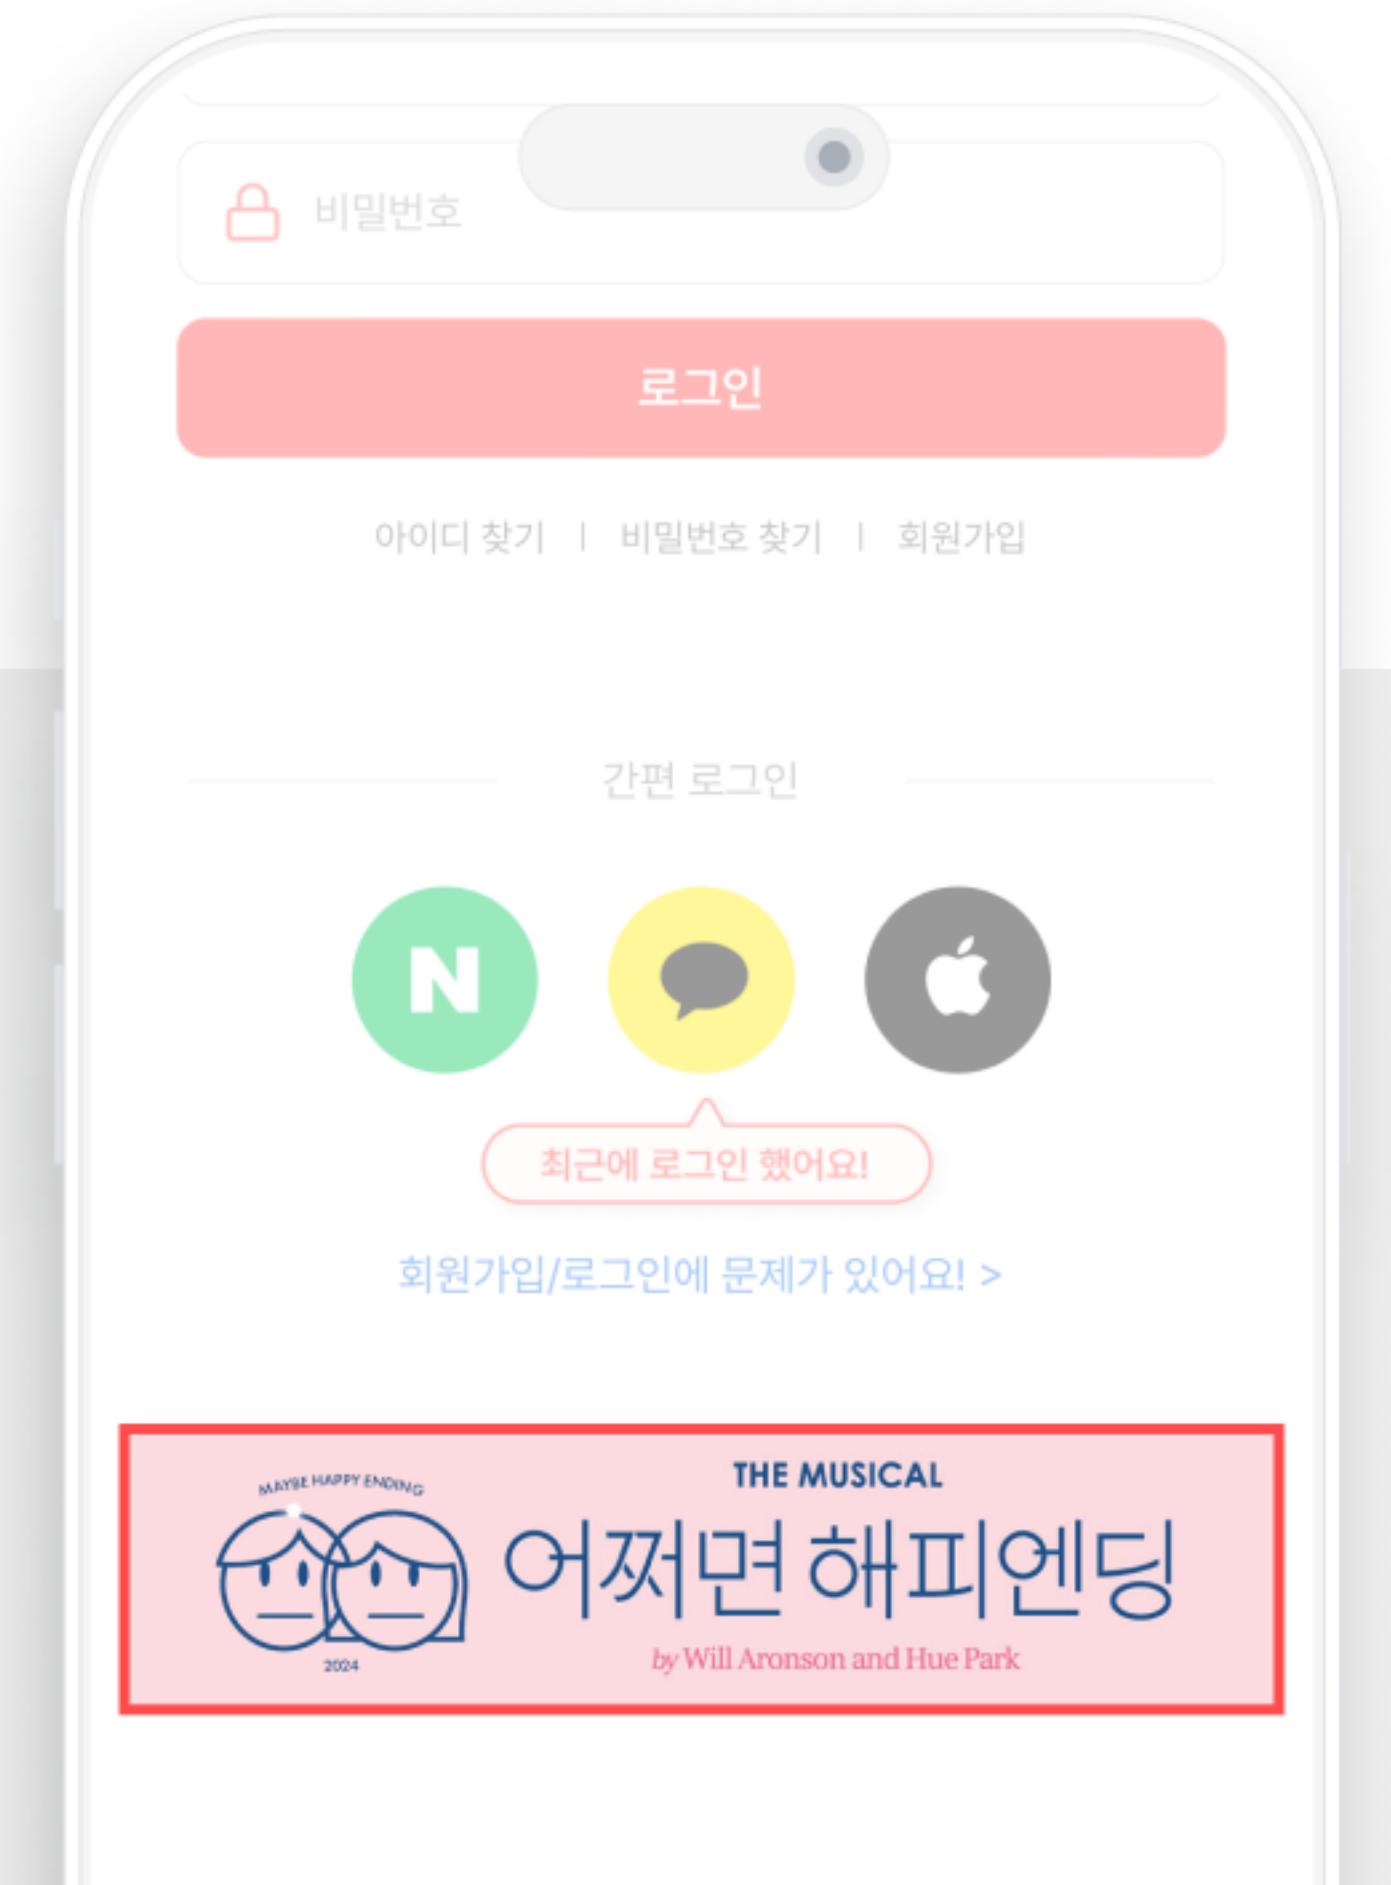 비밀번호
로그인
아이디 찾기 | 비밀번호 찾기 | 회원가입
간편 로그인
N
최근에 로그인 했어요!
회원가입/로그인에 문제가 있어요! >
MAYBE HAPPY ENDING
2024
THE MUSICAL
어쩌면 해피엔딩
by Will Aronson and Hue Park